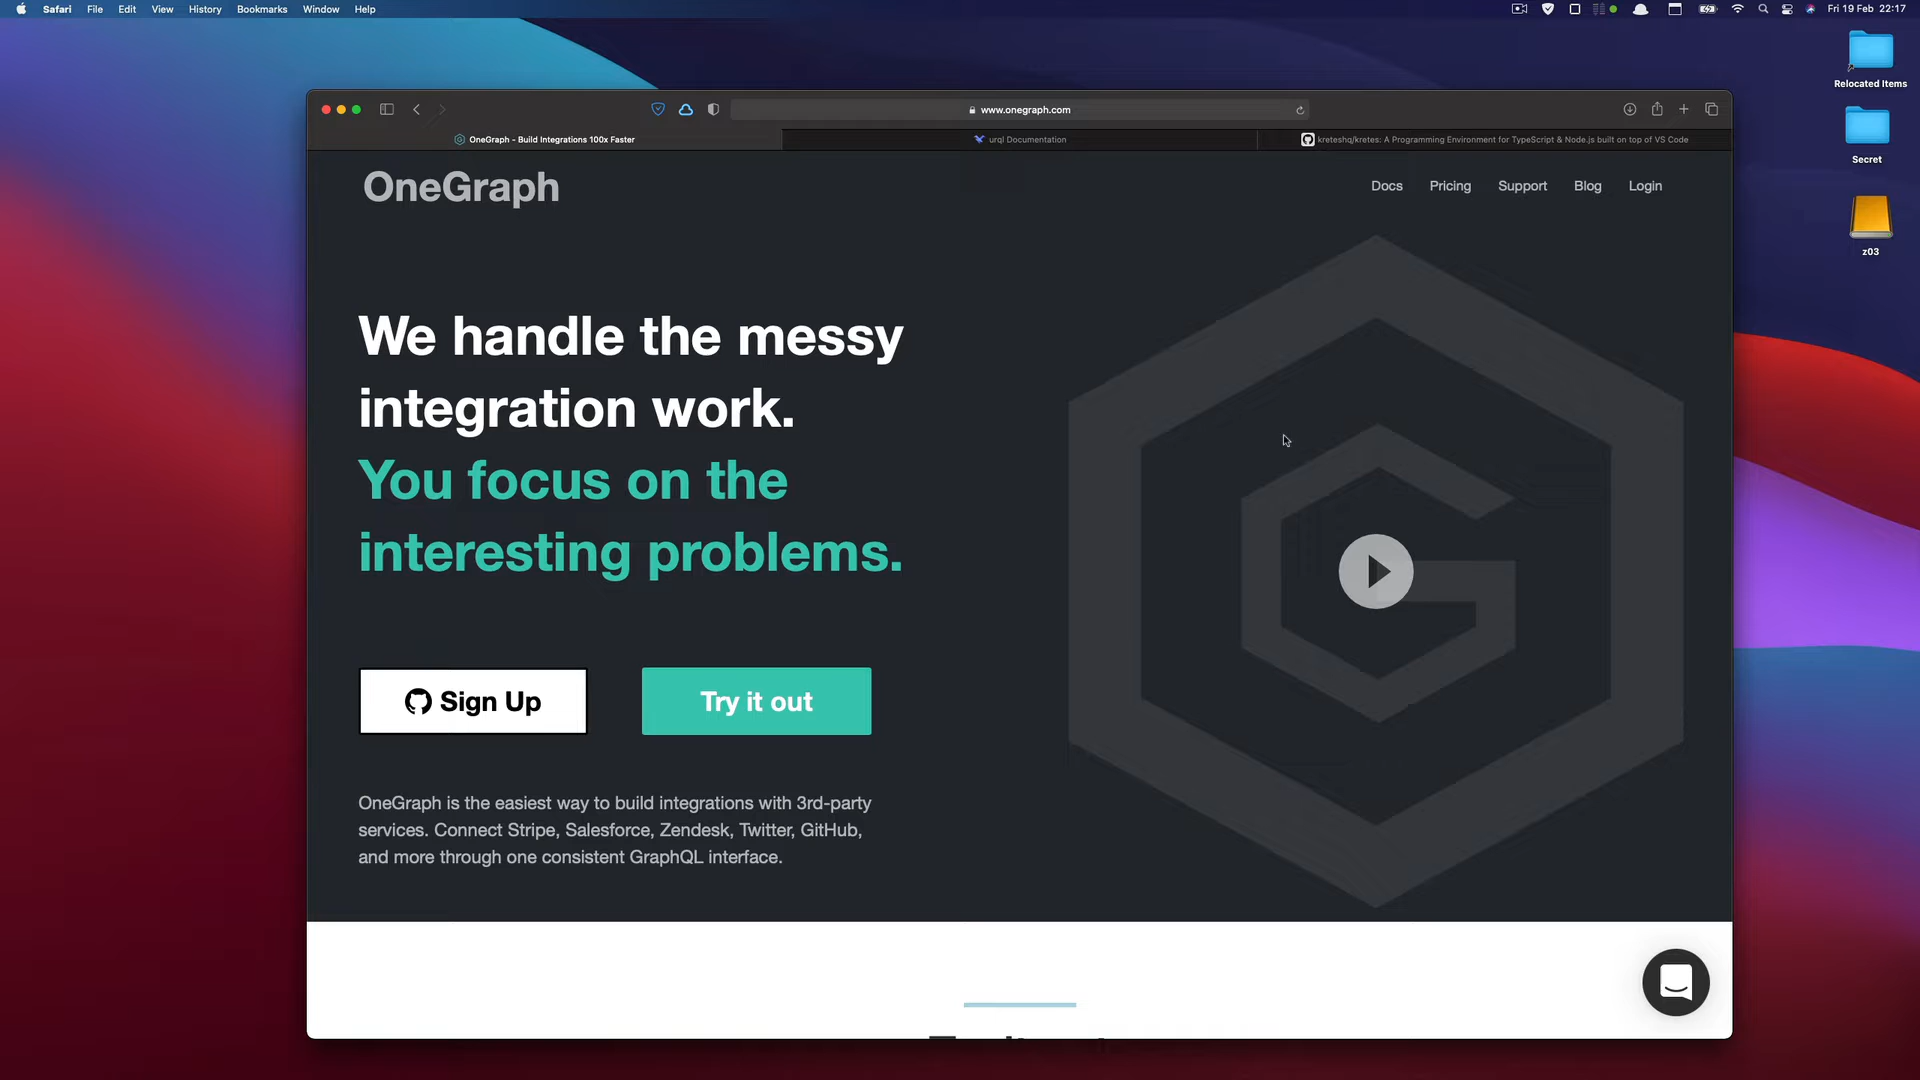 Safari File Edit View History Bookmarks Window Help
Fri 19 Feb 22:17
Relocated Items
Secret
z03
www.onegraph.com
OneGraph - Build Integrations 100x Faster
urql Documentation
kreteshq/kretes: A Programming Environment for TypeScript & Node.js built on top of VS Code
OneGraph
Docs Pricing Support Blog Login
We handle the messy
integration work.
You focus on the
interesting problems.
Sign Up
Try it out
OneGraph is the easiest way to build integrations with 3rd-party
services. Connect Stripe, Salesforce, Zendesk, Twitter, GitHub,
and more through one consistent GraphQL interface.